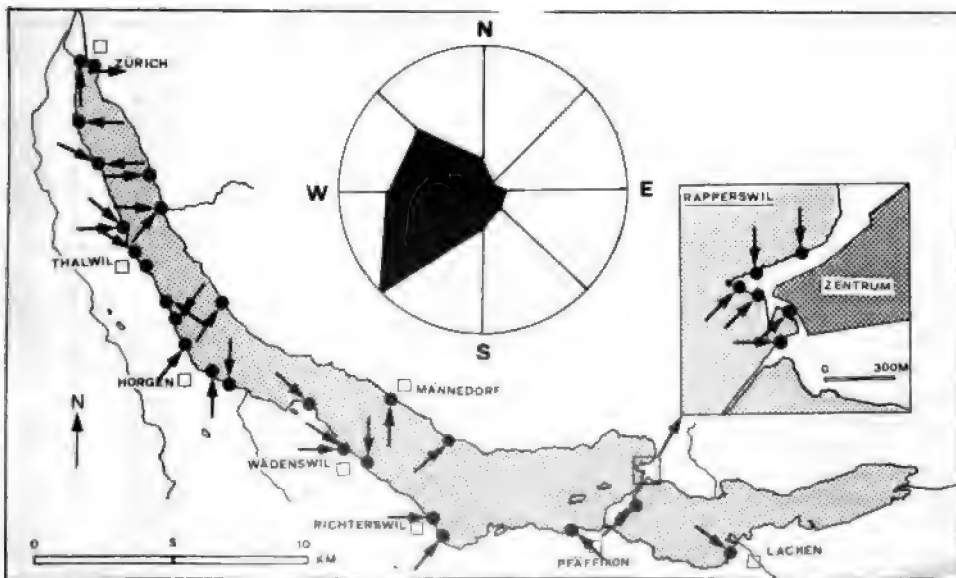 N
ZÜRICH
W
E
S
RAPPERSWIL
ZENTRUM
0 300M
THALWIL
HORGEN
N
MÄNNEDORF
WÄDENSWIL
RICHTERSWIL
PFÄFFIKON
LACHEN
0 5 10
KM